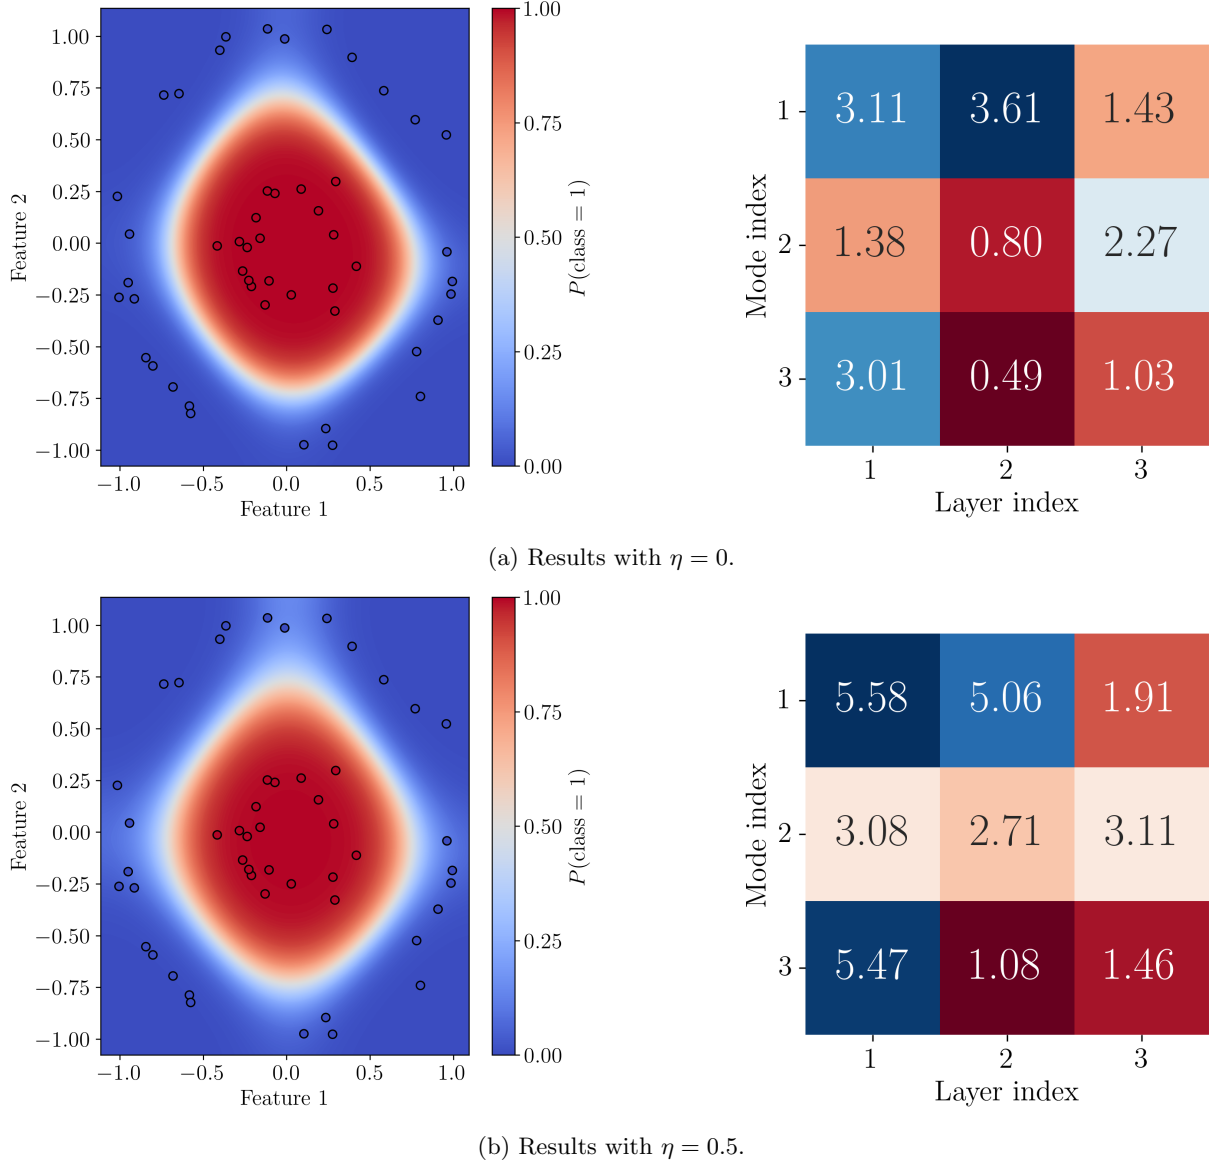 1.00
0.75
0.50
0.25
0.00
−0.25
−0.50
−0.75
−1.00
Feature 2
−1.0 −0.5 0.0 0.5 1.0
Feature 1
1.00
0.75
0.50
0.25
0.00
P(class = 1)
Mode index
1 3.11 3.61 1.43
2 1.38 0.80 2.27
3 3.01 0.49 1.03
1 2 3
Layer index
(a) Results with η = 0.
1.00
0.75
0.50
0.25
0.00
−0.25
−0.50
−0.75
−1.00
Feature 2
−1.0 −0.5 0.0 0.5 1.0
Feature 1
1.00
0.75
0.50
0.25
0.00
P(class = 1)
Mode index
1 5.58 5.06 1.91
2 3.08 2.71 3.11
3 5.47 1.08 1.46
1 2 3
Layer index
(b) Results with η = 0.5.